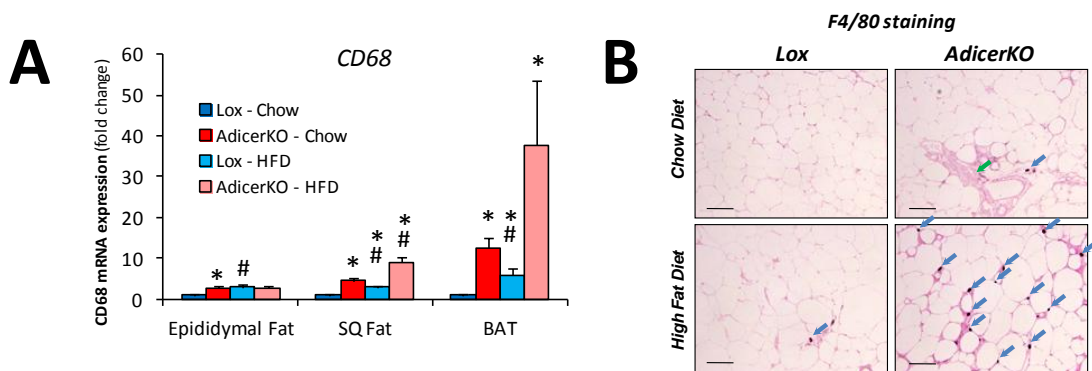 A
CD68 mRNA expression (fold change)
60
50
40
30
20
10
0
CD68
Lox - Chow
AdicerKO - Chow
Lox - HFD
AdicerKO - HFD
*
#
*
*
#
*
#
*
*
#
*
Epididymal Fat
SQ Fat
BAT
B
F4/80 staining
Lox
AdicerKO
Chow Diet
High Fat Diet